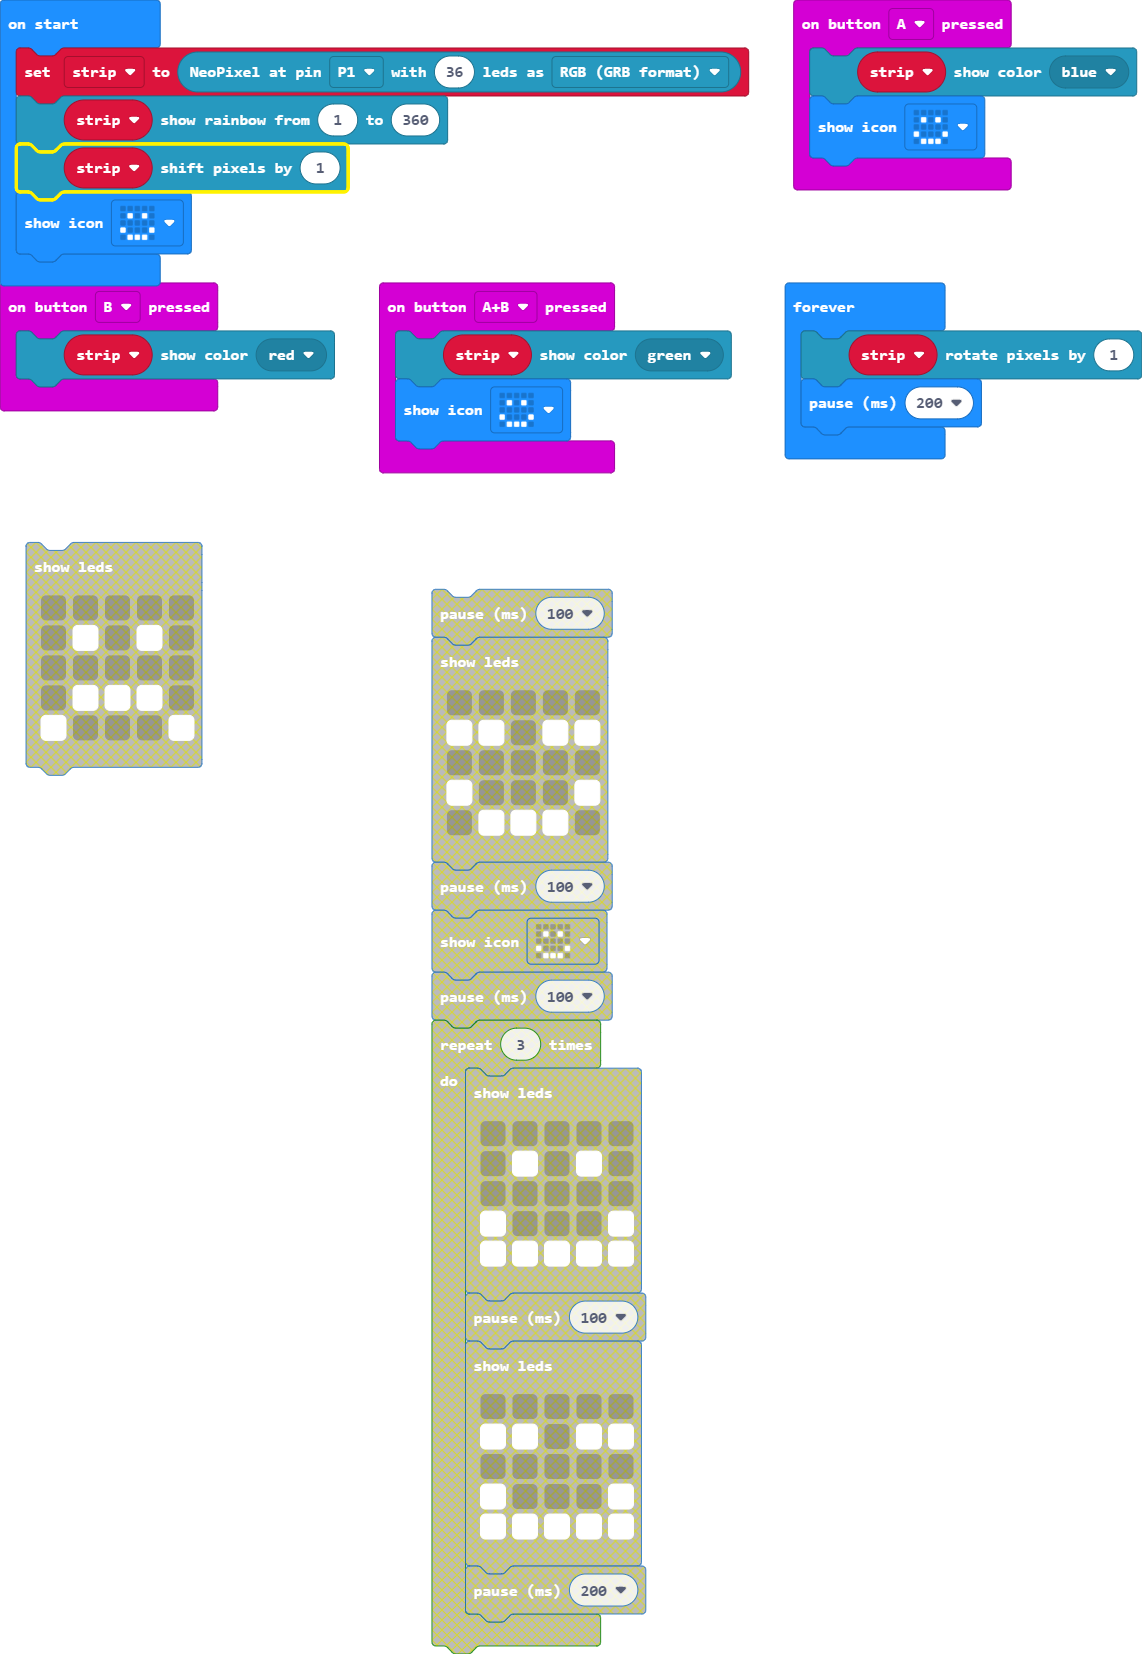 on start
set strip to NeoPixel at pin P1 with 36 leds as RGB (GRB format)
strip show rainbow from 1 to 360
strip shift pixels by 1
show icon
on button A pressed
strip show color blue
show icon
on button B pressed
strip show color red
on button A+B pressed
strip show color green
show icon
forever
strip rotate pixels by 1
pause (ms) 200
show leds
pause (ms) 100
show leds
pause (ms) 100
show icon
pause (ms) 100
repeat 3 times
do
show leds
pause (ms) 100
show leds
pause (ms) 200